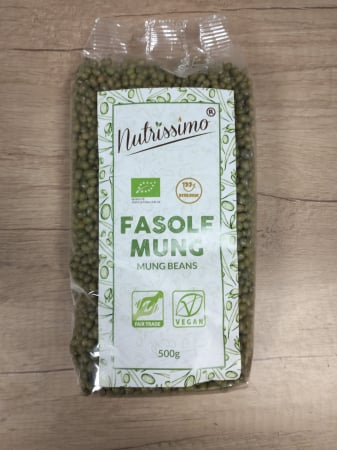 Nutrissimo®
FASOLE
MUNG
MUNG BEANS
FAIR TRADE
VEGAN
500g